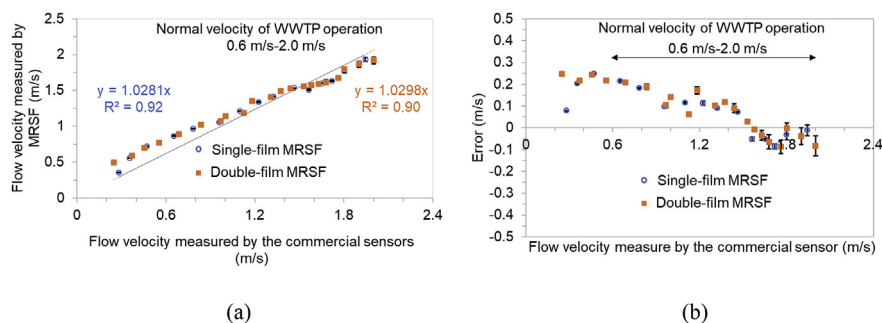 (a)
Normal velocity of WWTP operation
0.6 m/s-2.0 m/s
Flow velocity measured by
MRSF (m/s)
2.5
2
1.5
1
0.5
0
y = 1.0281x
R² = 0.92
y = 1.0298x
R² = 0.90
Single-film MRSF
Double-film MRSF
0
0.6
1.2
1.8
2.4
Flow velocity measured by the commercial sensors
(m/s)
(a)
(b)
Normal velocity of WWTP operation
0.6 m/s-2.0 m/s
Error (m/s)
0.5
0.4
0.3
0.2
0.1
0
-0.1
-0.2
-0.3
-0.4
-0.5
0
0.6
1.2
1.8
2.4
Single-film MRSF
Double-film MRSF
Flow velocity measure by the commercial sensor (m/s)
(b)